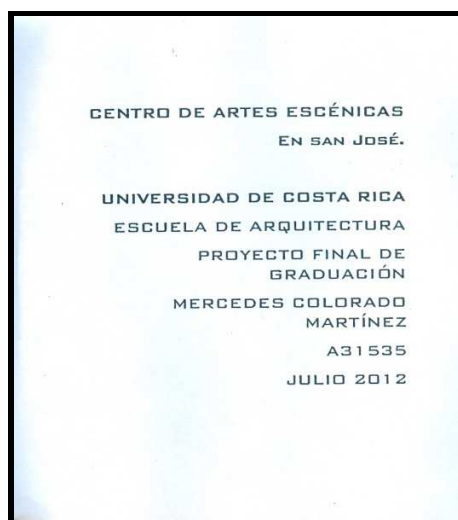 CENTRO DE ARTES ESCÉNICAS
EN SAN JOSÉ.
UNIVERSIDAD DE COSTA RICA
ESCUELA DE ARQUITECTURA
PROYECTO FINAL DE
GRADUACIÓN
MERCEDES COLORADO
MARTÍNEZ
A31535
JULIO 2012